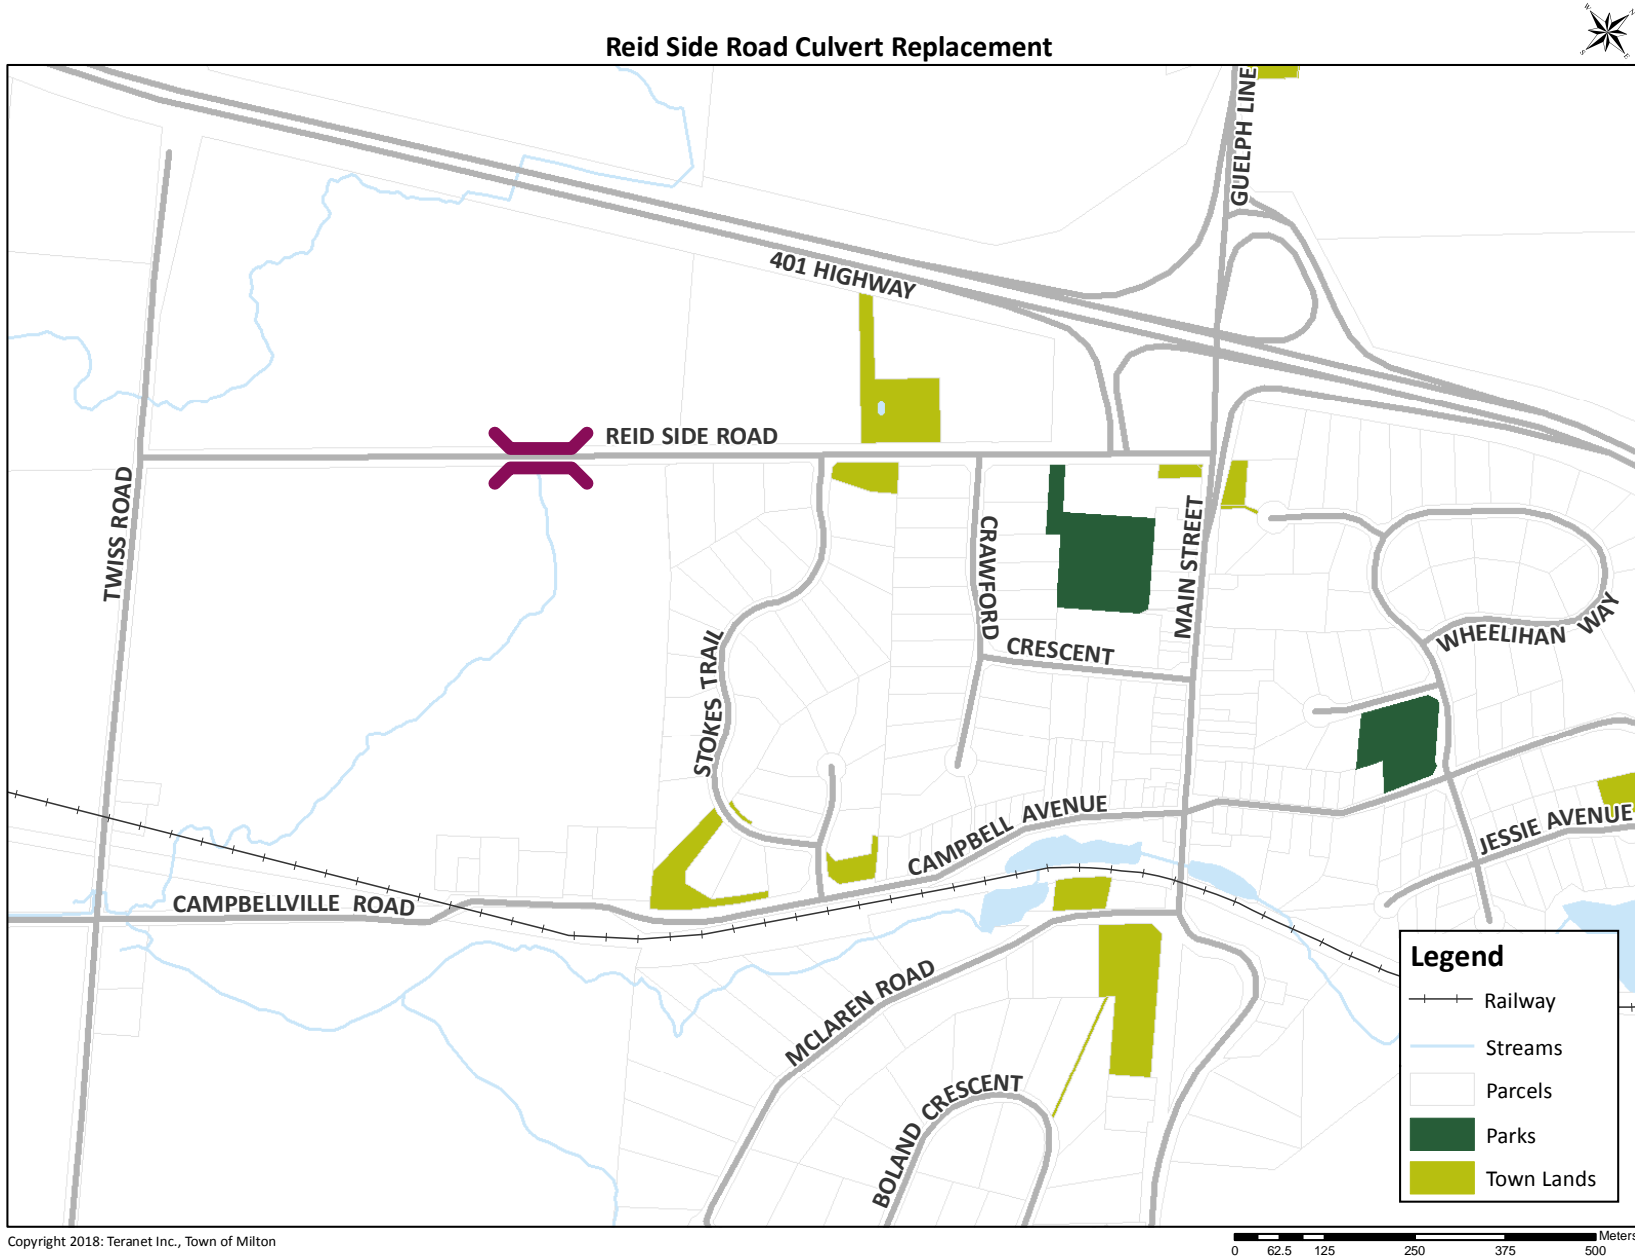 Reid Side Road Culvert Replacement
W
N
S
E
GUELPH LINE
401 HIGHWAY
REID SIDE ROAD
TWISS ROAD
CRAWFORD
CRESCENT
MAIN STREET
WHEELIHAN WAY
STOKES TRAIL
CAMPBELL AVENUE
JESSIE AVENUE
CAMPBELLVILLE ROAD
MCLAREN ROAD
BOLAND CRESCENT
Legend
Railway
Streams
Parcels
Parks
Town Lands
Copyright 2018: Teranet Inc., Town of Milton
Meters
0 62.5 125 250 375 500